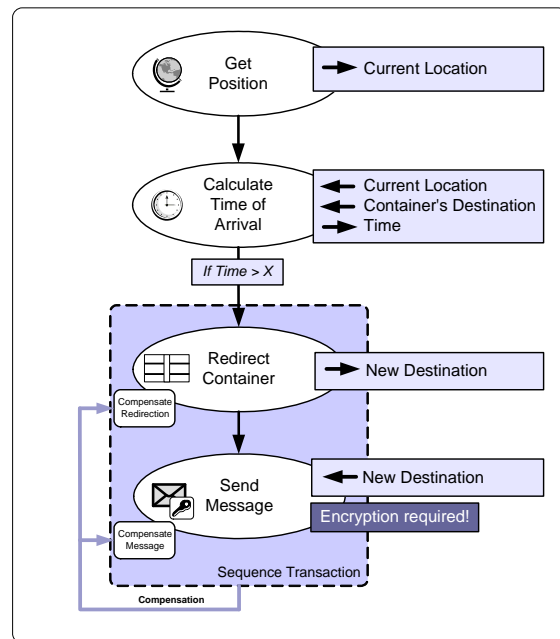 Get
Position
Current Location
Calculate
Time of
Arrival
Current Location
Container's Destination
Time
If Time > X
Redirect
Container
New Destination
Compensate
Redirection
Send
Message
New Destination
Encryption required!
Compensate
Message
Sequence Transaction
Compensation